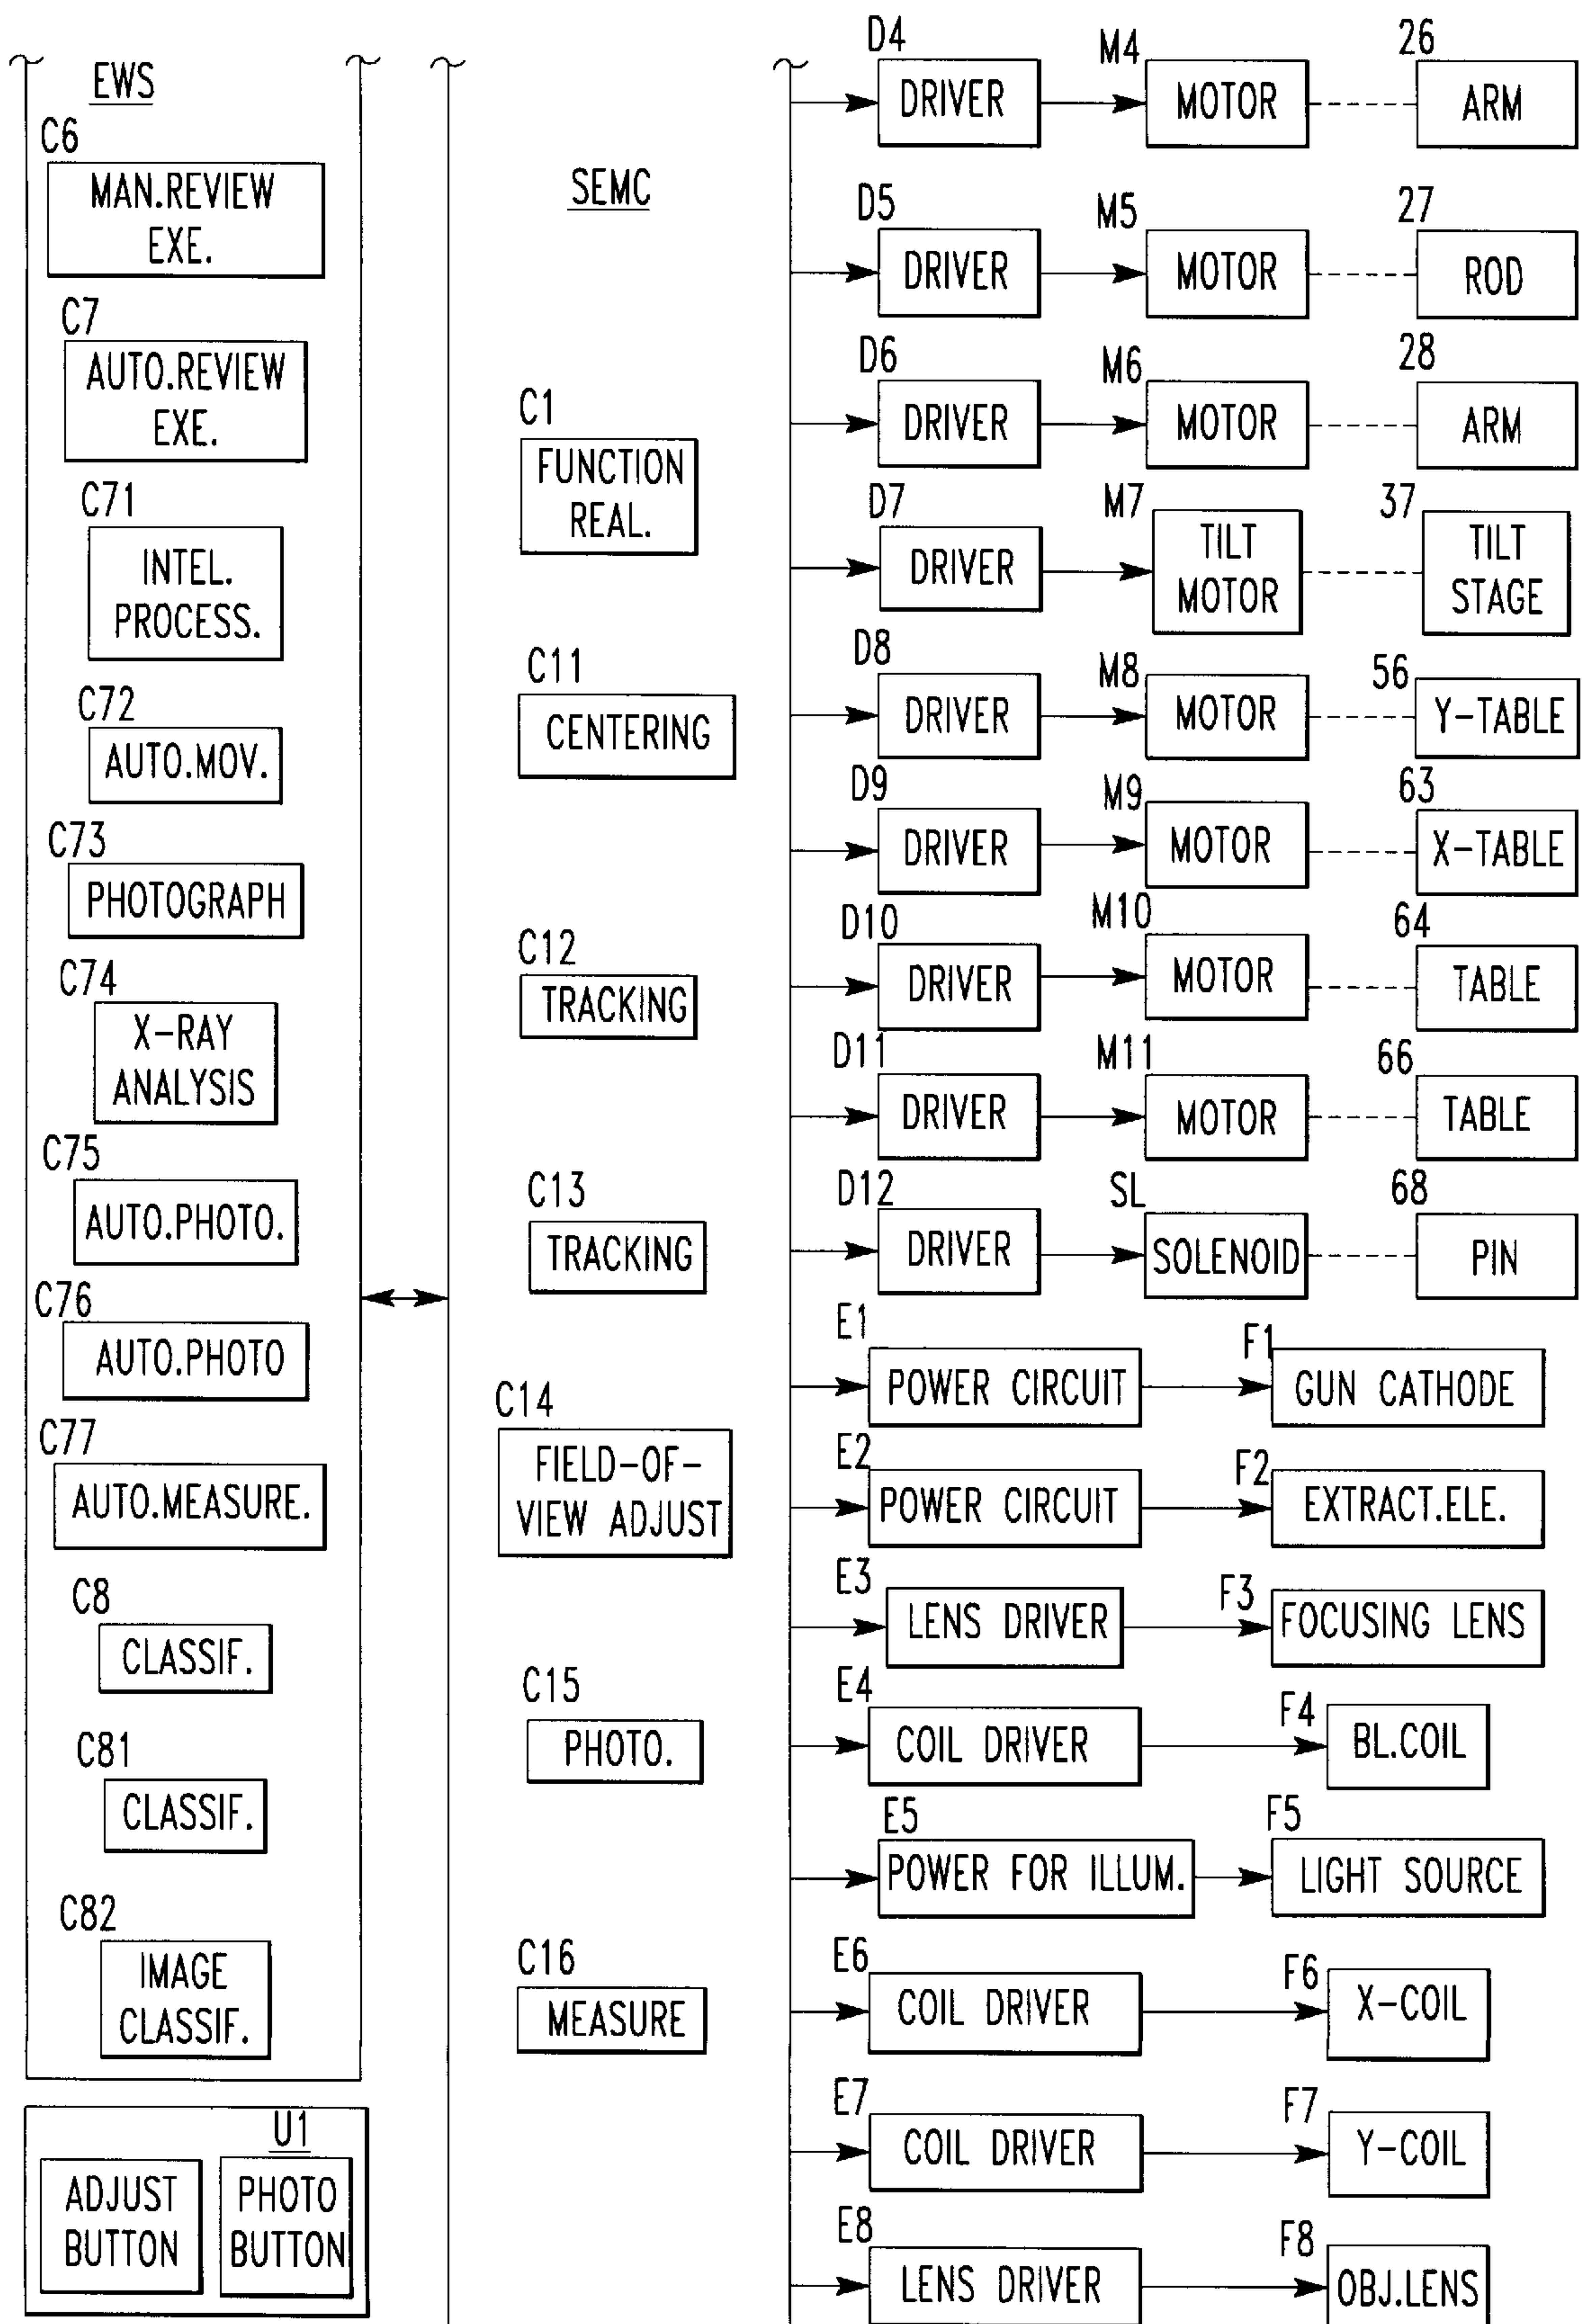 EWS
C6
MAN.REVIEW
EXE.
C7
AUTO.REVIEW
EXE.
C71
INTEL.
PROCESS.
C72
AUTO.MOV.
C73
PHOTOGRAPH
C74
X-RAY
ANALYSIS
C75
AUTO.PHOTO.
C76
AUTO.PHOTO
C77
AUTO.MEASURE.
C8
CLASSIF.
C81
CLASSIF.
C82
IMAGE
CLASSIF.
U1
ADJUST
BUTTON
PHOTO
BUTTON
SEMC
C1
FUNCTION
REAL.
C11
CENTERING
C12
TRACKING
C13
TRACKING
C14
FIELD-OF-
VIEW ADJUST
C15
PHOTO.
C16
MEASURE
D4
DRIVER
M4
MOTOR
26
ARM
D5
DRIVER
M5
MOTOR
27
ROD
D6
DRIVER
M6
MOTOR
28
ARM
D7
DRIVER
M7
TILT
MOTOR
37
TILT
STAGE
D8
DRIVER
M8
MOTOR
56
Y-TABLE
D9
DRIVER
M9
MOTOR
63
X-TABLE
D10
DRIVER
M10
MOTOR
64
TABLE
D11
DRIVER
M11
MOTOR
66
TABLE
D12
DRIVER
SL
SOLENOID
68
PIN
E1
POWER CIRCUIT
F1
GUN CATHODE
E2
POWER CIRCUIT
F2
EXTRACT.ELE.
E3
LENS DRIVER
F3
FOCUSING LENS
E4
COIL DRIVER
F4
BL.COIL
E5
POWER FOR ILLUM.
F5
LIGHT SOURCE
E6
COIL DRIVER
F6
X-COIL
E7
COIL DRIVER
F7
Y-COIL
E8
LENS DRIVER
F8
OBJ.LENS